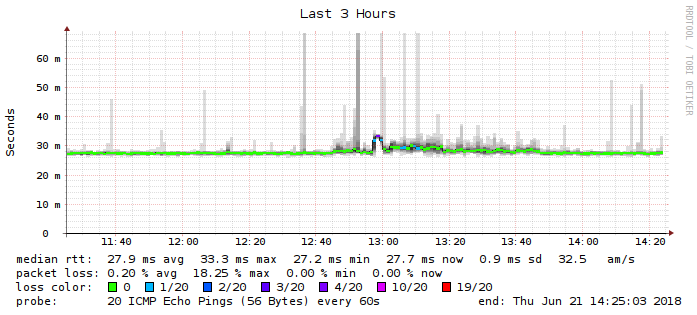 Last 3 Hours
RRDTOOL / TOBI OETIKER
Seconds
60 m
50 m
40 m
30 m
20 m
10 m
0
11:40 12:00 12:20 12:40 13:00 13:20 13:40 14:00 14:20
median rtt: 27.9 ms avg 33.3 ms max 27.2 ms min 27.7 ms now 0.9 ms sd 32.5 am/s
packet loss: 0.20 % avg 18.25 % max 0.00 % min 0.00 % now
loss color: 0 1/20 2/20 3/20 4/20 10/20 19/20
probe: 20 ICMP Echo Pings (56 Bytes) every 60s end: Thu Jun 21 14:25:03 2018